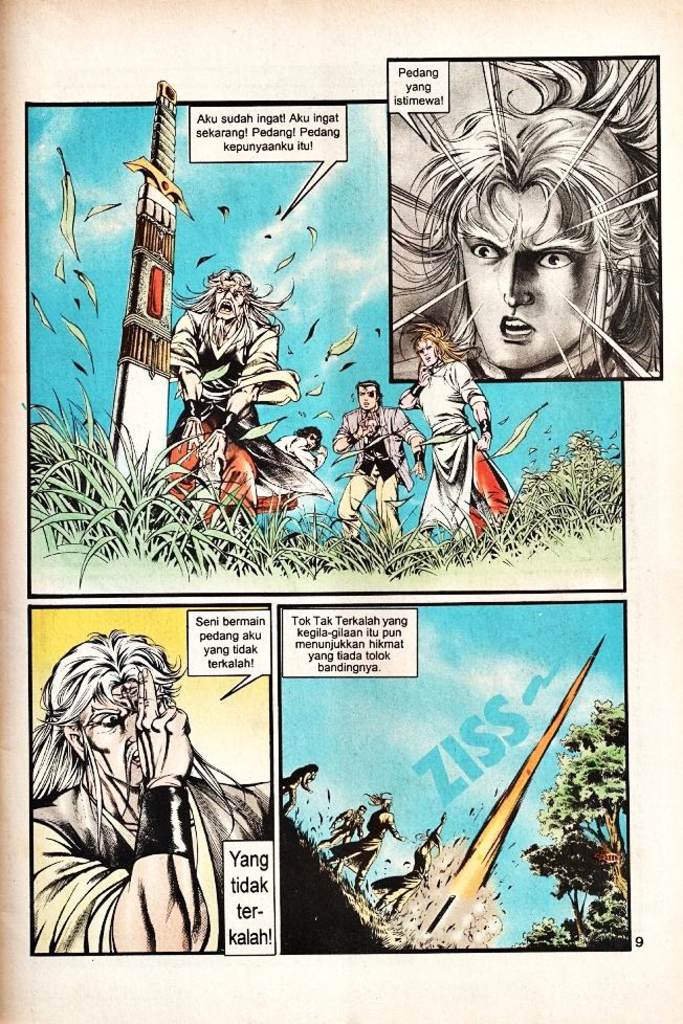 Pedang
yang
istimewa!
Aku sudah ingat! Aku ingat
sekarang! Pedang! Pedang
kepunyaanku itu!
Seni bermain
pedang aku
yang tidak
terkalah!
Yang
tidak
ter-
kalah!
Tok Tak Terkalah yang
kegila-gilaan itu pun
menunjukkan hikmat
yang tiada tolok
bandingnya.
ZISS~
9